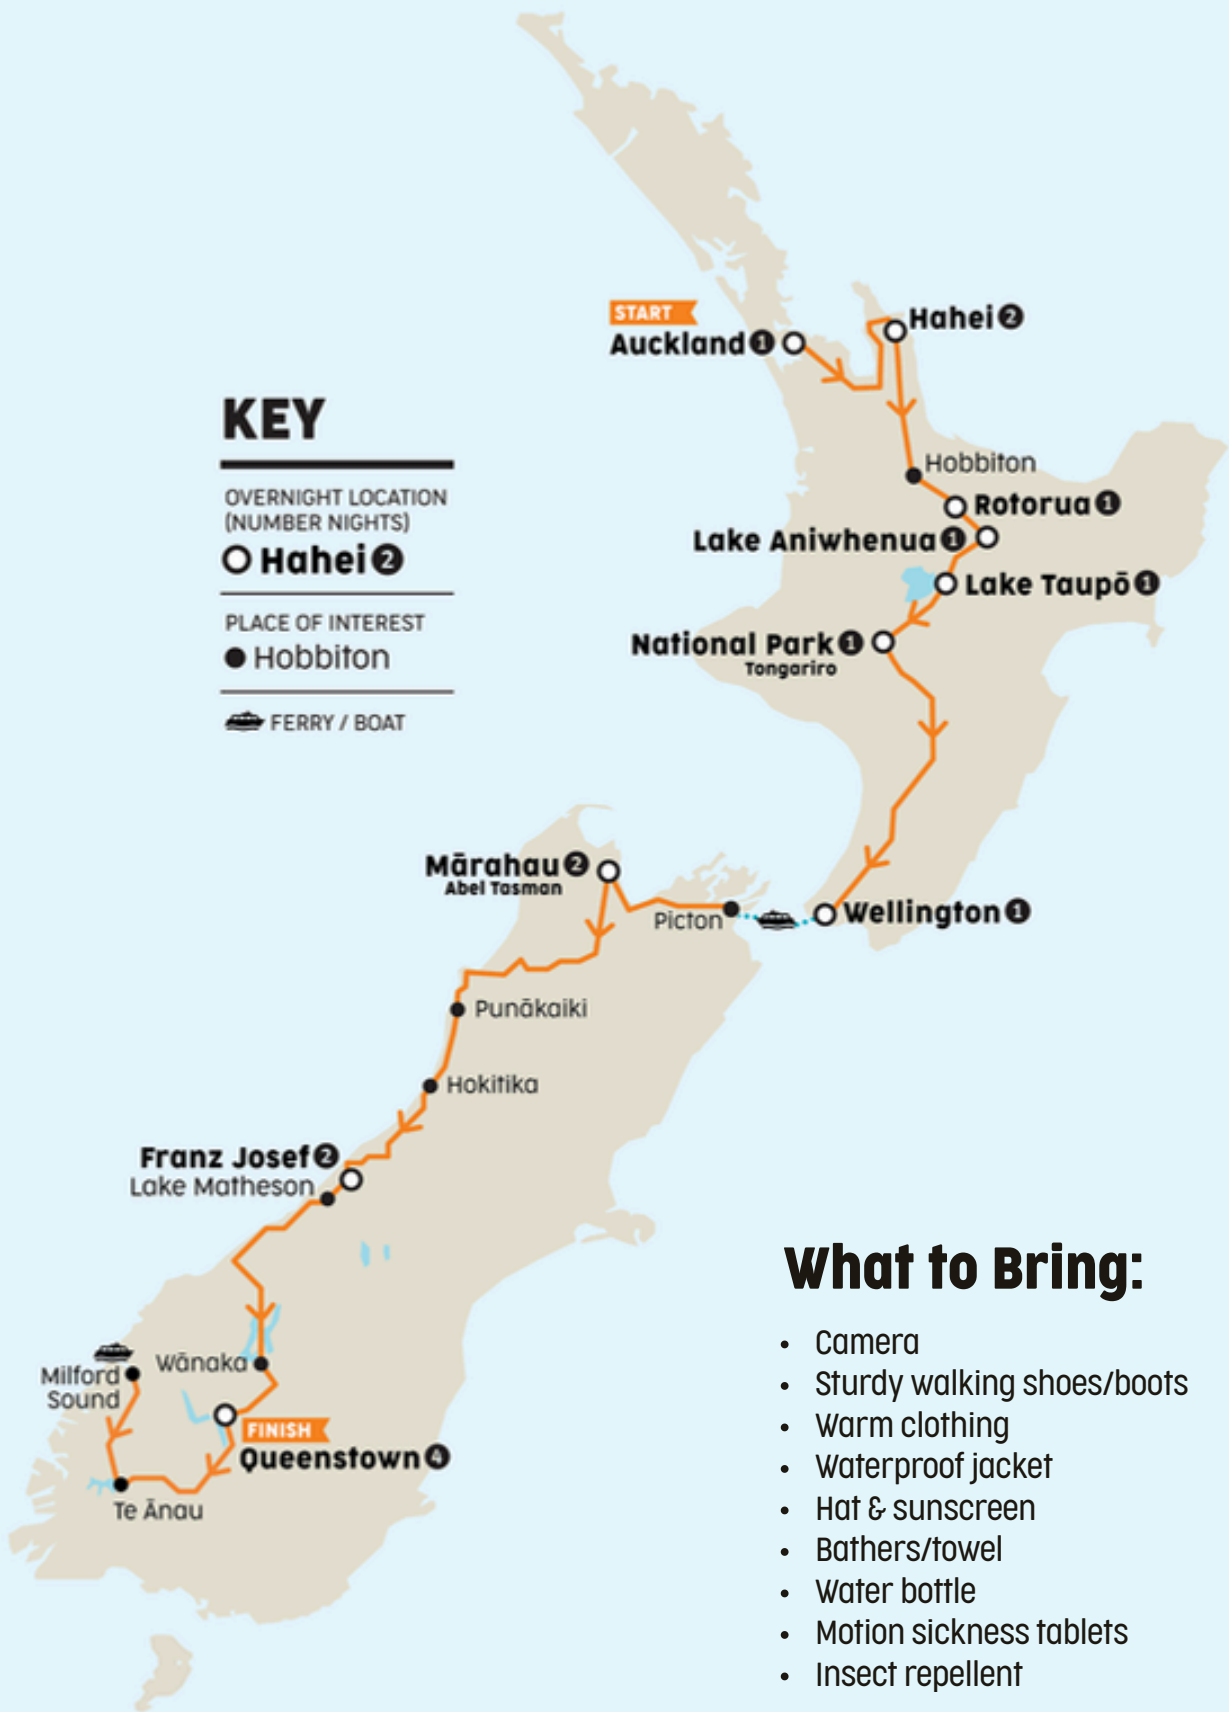 START
Auckland 1
Hahei 2
KEY
OVERNIGHT LOCATION
(NUMBER NIGHTS)
Hahei 2
PLACE OF INTEREST
Hobbiton
FERRY / BOAT
Hobbiton
Rotorua 1
Lake Aniwhenua 1
Lake Taupō 1
National Park 1
Tongariro
Mārahau 2
Abel Tasman
Picton
Wellington 1
Punākaiki
Hokitika
Franz Josef 2
Lake Matheson
Wānaka
Milford
Sound
FINISH
Queenstown 4
Te Ānau
What to Bring:
• Camera
• Sturdy walking shoes/boots
• Warm clothing
• Waterproof jacket
• Hat & sunscreen
• Bathers/towel
• Water bottle
• Motion sickness tablets
• Insect repellent